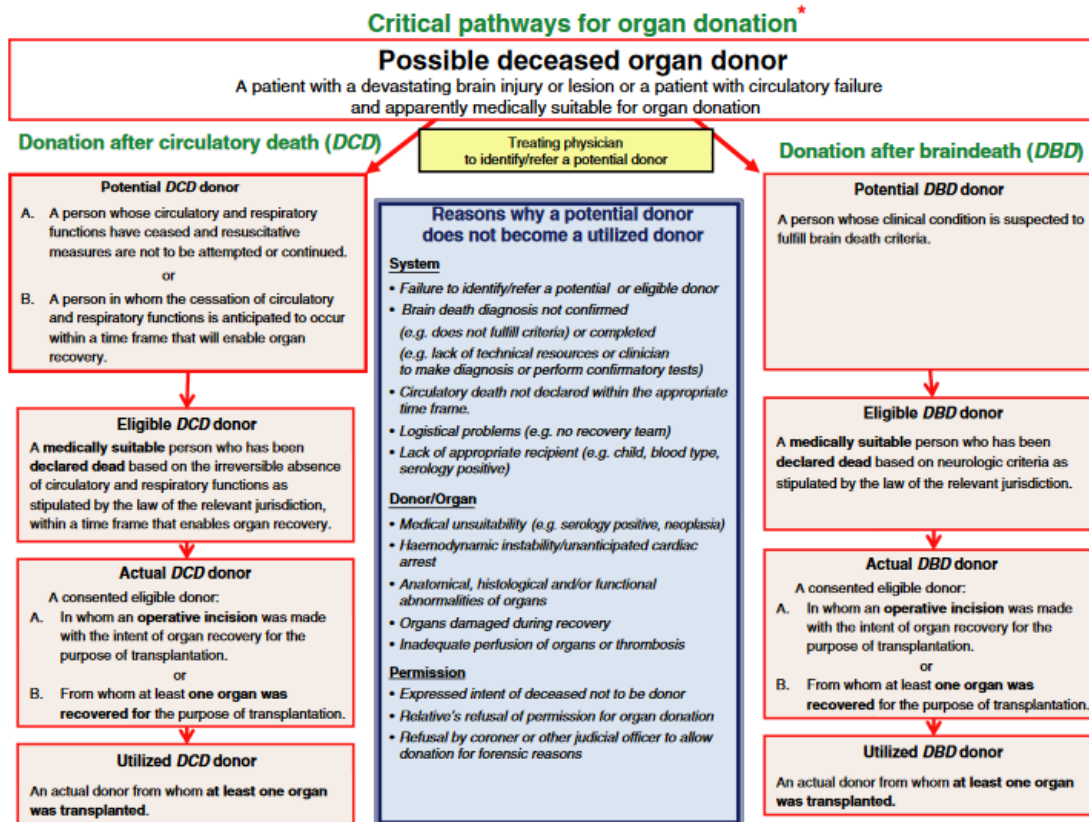 Critical pathways for organ donation*
Possible deceased organ donor
A patient with a devastating brain injury or lesion or a patient with circulatory failure
and apparently medically suitable for organ donation
Donation after circulatory death (DCD)
Treating physician
to identify/refer a potential donor
Donation after braindeath (DBD)
Potential DCD donor
A. A person whose circulatory and respiratory
functions have ceased and resuscitative
measures are not to be attempted or continued.
or
B. A person in whom the cessation of circulatory
and respiratory functions is anticipated to occur
within a time frame that will enable organ
recovery.
Eligible DCD donor
A medically suitable person who has been
declared dead based on the irreversible absence
of circulatory and respiratory functions as
stipulated by the law of the relevant jurisdiction,
within a time frame that enables organ recovery.
Actual DCD donor
A consented eligible donor:
A. In whom an operative incision was made
with the intent of organ recovery for the
purpose of transplantation.
or
B. From whom at least one organ was
recovered for the purpose of transplantation.
Utilized DCD donor
An actual donor from whom at least one organ
was transplanted.
Reasons why a potential donor
does not become a utilized donor
System
• Failure to identify/refer a potential or eligible donor
• Brain death diagnosis not confirmed
(e.g. does not fulfill criteria) or completed
(e.g. lack of technical resources or clinician
to make diagnosis or perform confirmatory tests)
• Circulatory death not declared within the appropriate
time frame.
• Logistical problems (e.g. no recovery team)
• Lack of appropriate recipient (e.g. child, blood type,
serology positive)
Donor/Organ
• Medical unsuitability (e.g. serology positive, neoplasia)
• Haemodynamic instability/unanticipated cardiac
arrest
• Anatomical, histological and/or functional
abnormalities of organs
• Organs damaged during recovery
• Inadequate perfusion of organs or thrombosis
Permission
• Expressed intent of deceased not to be donor
• Relative's refusal of permission for organ donation
• Refusal by coroner or other judicial officer to allow
donation for forensic reasons
Potential DBD donor
A person whose clinical condition is suspected to
fulfill brain death criteria.
Eligible DBD donor
A medically suitable person who has been
declared dead based on neurologic criteria as
stipulated by the law of the relevant jurisdiction.
Actual DBD donor
A consented eligible donor:
A. In whom an operative incision was made
with the intent of organ recovery for the
purpose of transplantation.
or
B. From whom at least one organ was
recovered for the purpose of transplantation.
Utilized DBD donor
An actual donor from whom at least one organ
was transplanted.